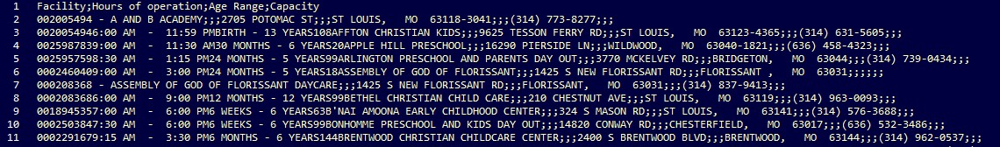 1 Facility;Hours of operation;Age Range;Capacity
2 002005494 - A AND B ACADEMY;;;2705 POTOMAC ST;;;ST LOUIS, MO 63118-3041;;;(314) 773-8277;;;
3 0020054946:00 AM - 11:59 PMBIRTH - 13 YEARS108AFFTON CHRISTIAN KIDS;;;9625 TESSON FERRY RD;;;ST LOUIS, MO 63123-4365;;;(314) 631-5605;;;
4 0025987839:00 AM - 11:30 AM30 MONTHS - 6 YEARS20APPLE HILL PRESCHOOL;;;16290 PIERSIDE LN;;;WILDWOOD, MO 63040-1821;;;(636) 458-4323;;;
5 0025957598:30 AM - 1:15 PM24 MONTHS - 5 YEARS99ARLINGTON PRESCHOOL AND PARENTS DAY OUT;;;3770 MCKELVEY RD;;;BRIDGETON, MO 63044;;;(314) 739-0434;;;
6 0002460409:00 AM - 3:00 PM24 MONTHS - 5 YEARS18ASSEMBLY OF GOD OF FLORISSANT;;;1425 S NEW FLORISSANT RD;;;FLORISSANT , MO 63031;;;;;;
7 000208368 - ASSEMBLY OF GOD OF FLORISSANT DAYCARE;;;1425 S NEW FLORISSANT RD;;;FLORISSANT, MO 63031;;;(314) 837-9413;;;
8 0002083686:00 AM - 9:00 PM12 MONTHS - 12 YEARS99BETHEL CHRISTIAN CHILD CARE;;;210 CHESTNUT AVE;;;ST LOUIS, MO 63119;;;(314) 963-0093;;;
9 0018945357:00 AM - 6:00 PM6 WEEKS - 6 YEARS63B'NAI AMOONA EARLY CHILDHOOD CENTER;;;324 S MASON RD;;;ST LOUIS, MO 63141;;;(314) 576-3688;;;
10 0002503847:30 AM - 6:00 PM6 WEEKS - 6 YEARS99BONHOMME PRESCHOOL AND KIDS DAY OUT;;;14820 CONWAY RD;;;CHESTERFIELD, MO 63017;;;(636) 532-3486;;;
11 0002291679:15 AM - 3:30 PM6 MONTHS - 6 YEARS144BRENTWOOD CHRISTIAN CHILDCARE CENTER;;;2400 S BRENTWOOD BLVD;;;BRENTWOOD, MO 63144;;;(314) 962-0537;;;